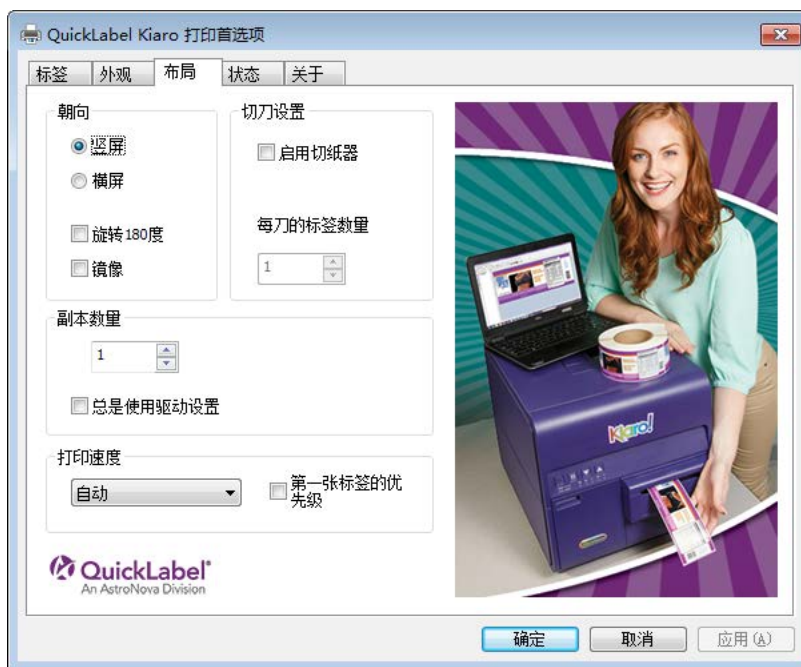 QuickLabel Kiaro 打印首选项
标签 外观 布局 状态 关于
朝向
竖屏
横屏
旋转180度
镜像
切刀设置
启用切纸器
每刀的标签数量
1
副本数量
1
总是使用驱动设置
打印速度
自动
第一张标签的优
先级
QuickLabel®
An AstroNova Division
Kiaro!
确定 取消 应用(A)